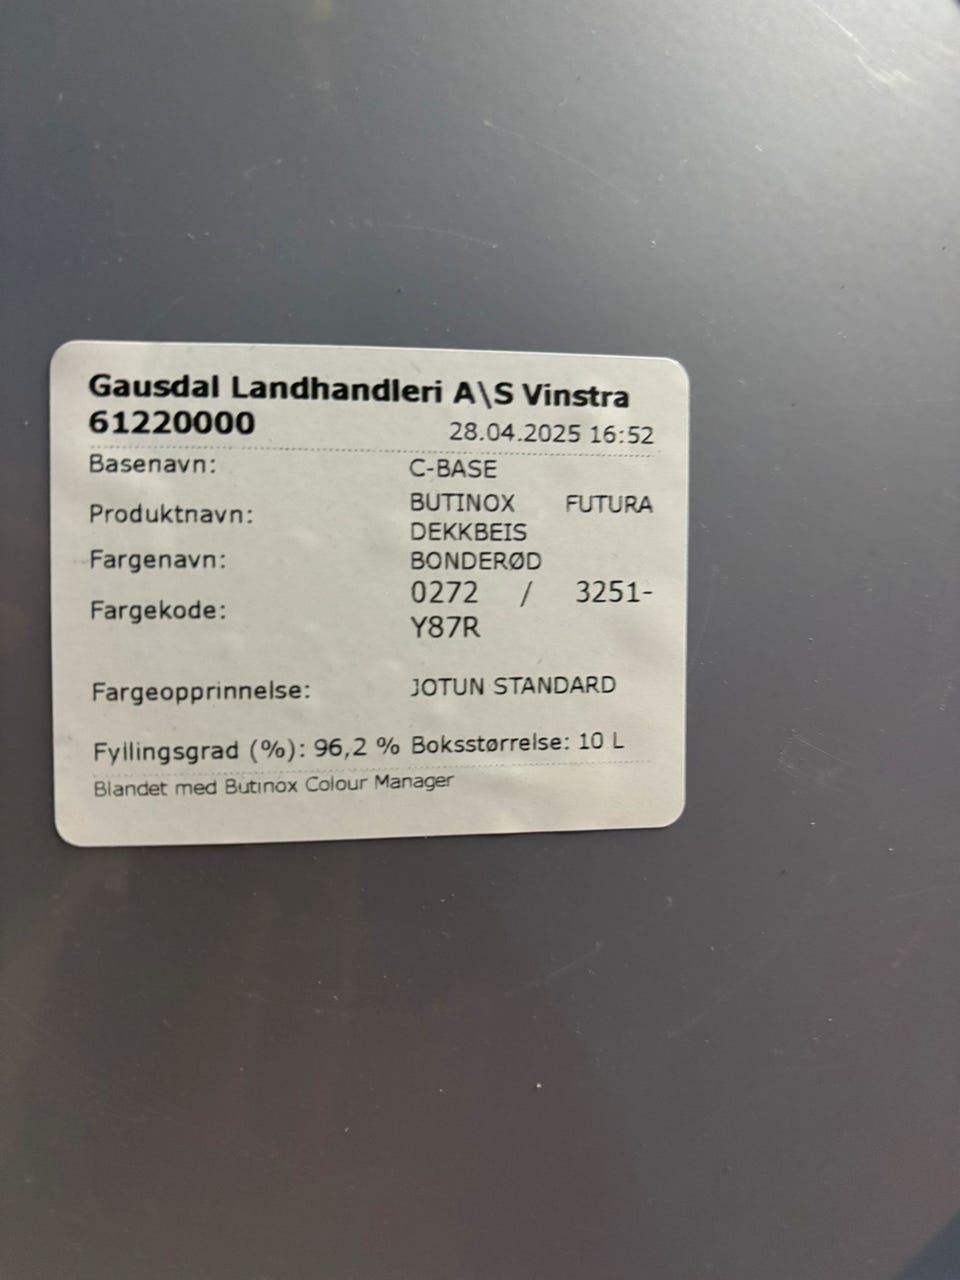 Gausdal Landhandleri A\S Vinstra
61220000 28.04.2025 16:52
Basenavn: C-BASE
Produktnavn: BUTINOX FUTURA
DEKKBEIS
Fargenavn: BONDERØD
Fargekode: 0272 / 3251-
Y87R
Fargeopprinnelse: JOTUN STANDARD
Fyllingsgrad (%): 96,2 % Boksstørrelse: 10 L
Blandet med Butinox Colour Manager